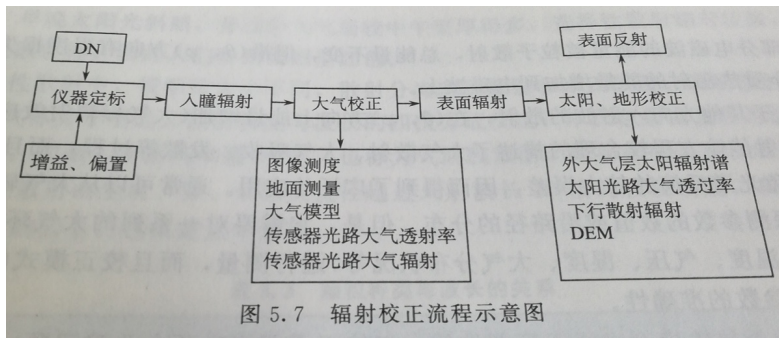 DN
表面反射
仪器定标
入瞳辐射
大气校正
表面辐射
太阳、地形校正
增益、偏置
图像测度
地面测量
大气模型
传感器光路大气透射率
传感器光路大气辐射
外大气层太阳辐射谱
太阳光路大气透过率
下行散射辐射
DEM
图 5.7 辐射校正流程示意图